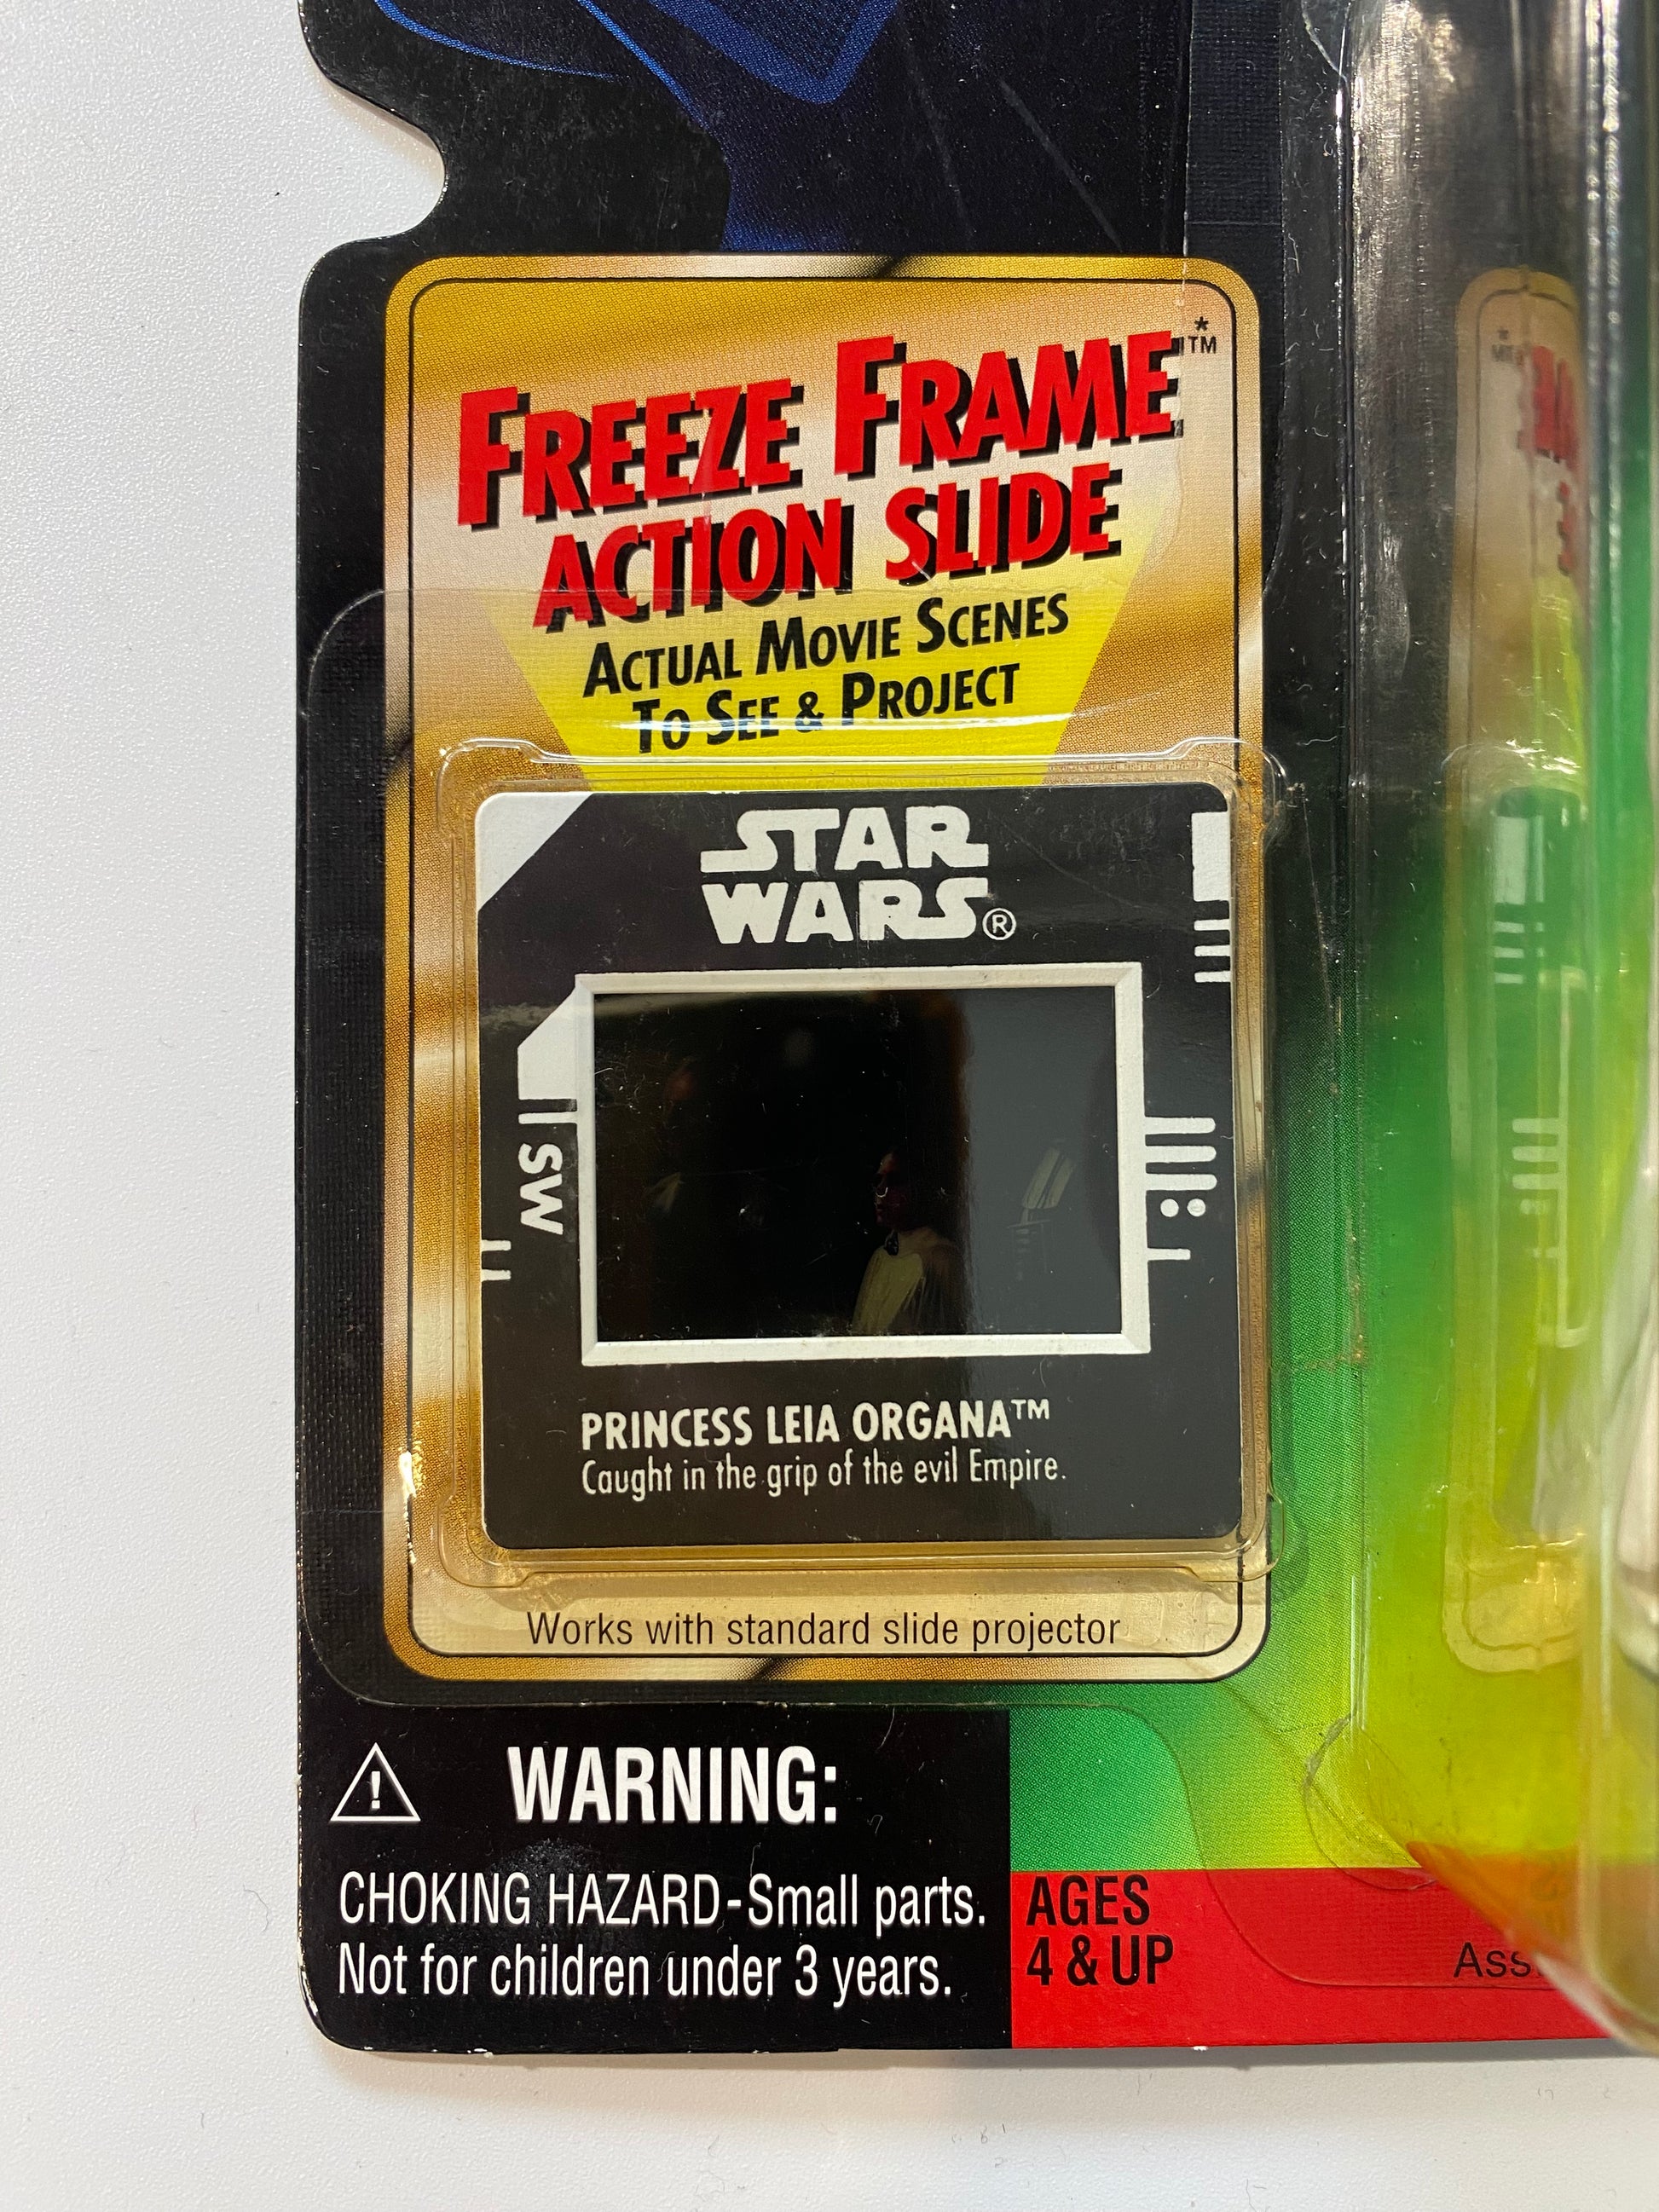 FREEZE FRAME™*
ACTION SLIDE
ACTUAL MOVIE SCENES
TO SEE & PROJECT
STAR
WARS®
SW
PRINCESS LEIA ORGANA™
Caught in the grip of the evil Empire.
Works with standard slide projector
WARNING:
CHOKING HAZARD-Small parts.
Not for children under 3 years.
AGES
4 & UP